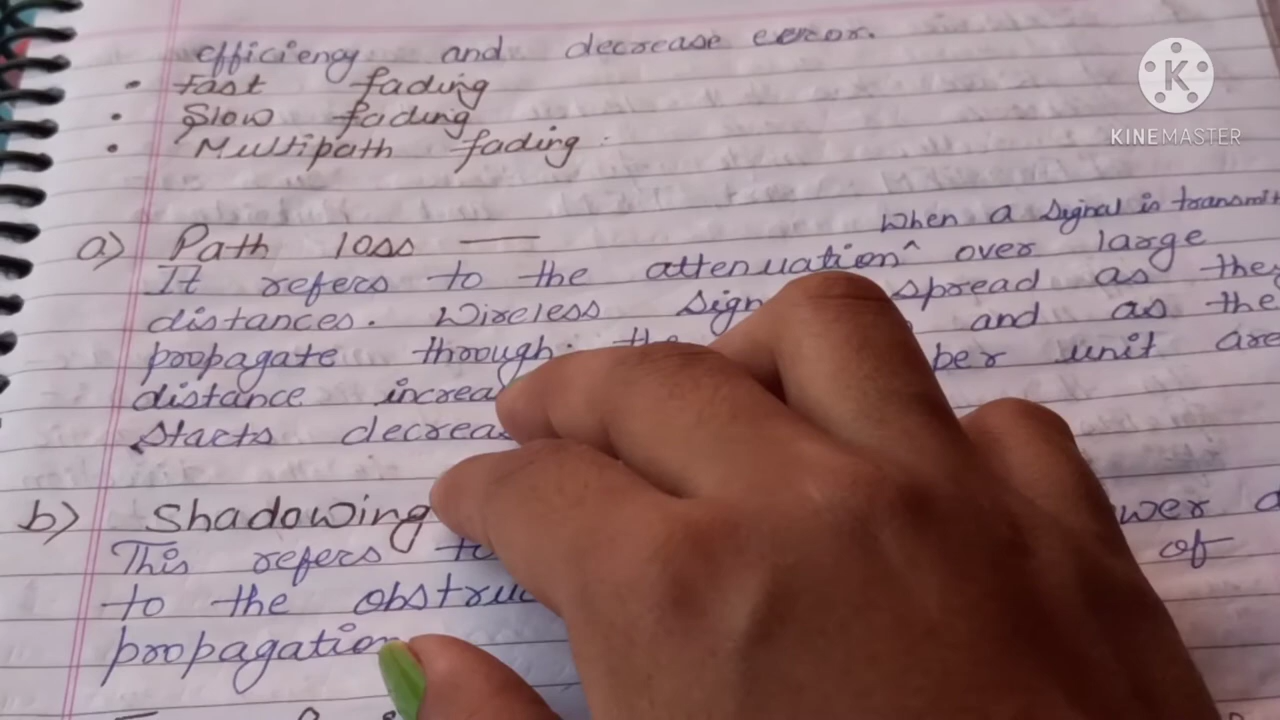 efficiency and decrease error.
• Fast fading
• Slow fading
• Multipath fading
KINEMASTER
when a signal is transmit
a) Path loss —
It refers to the attenuation ^ over large
distances. Wireless sign spread as they
propagate through. the and as the
distance increa per unit are
starts decreas
b) Shadowing wer d
This refers to of
to the obstruc
propagation